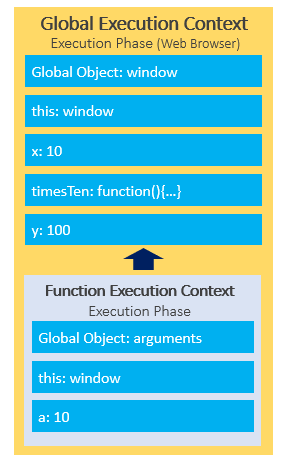 Global Execution Context
Execution Phase (Web Browser)
Global Object: window
this: window
x: 10
timesTen: function(){...}
y: 100
Function Execution Context
Execution Phase
Global Object: arguments
this: window
a: 10